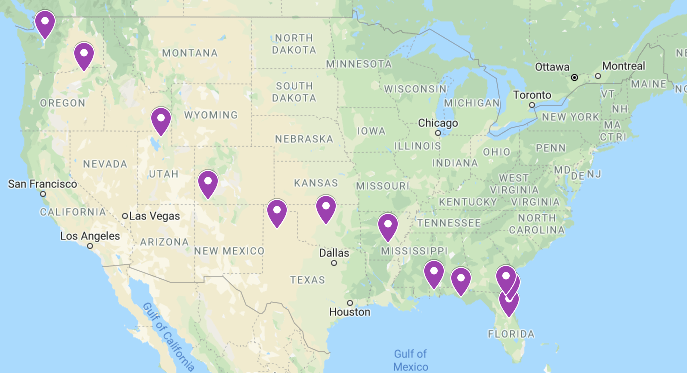 NORTH
DAKOTA
MONTANA
MINNESOTA
Ottawa
Montreal
MAINE
N
SOUTH
DAKOTA
WISCONSIN
Toronto
VT
NH
OREGON
WYOMING
MICHIGAN
NEW YORK
MA
CT RI
Chicago
IOWA
NEBRASKA
ILLINOIS
OHIO
PENN
INDIANA
NEVADA
UTAH
KANSAS
MISSOURI
WEST
VIRGINIA
MD
DE
NJ
San Francisco
CALIFORNIA
Las Vegas
KENTUCKY
VIRGINIA
Los Angeles
ARIZONA
NEW MEXICO
TENNESSEE
NORTH
CAROLINA
Dallas
MISSISSIPPI
TEXAS
Houston
Gulf of California
FLORIDA
Gulf of
Mexico